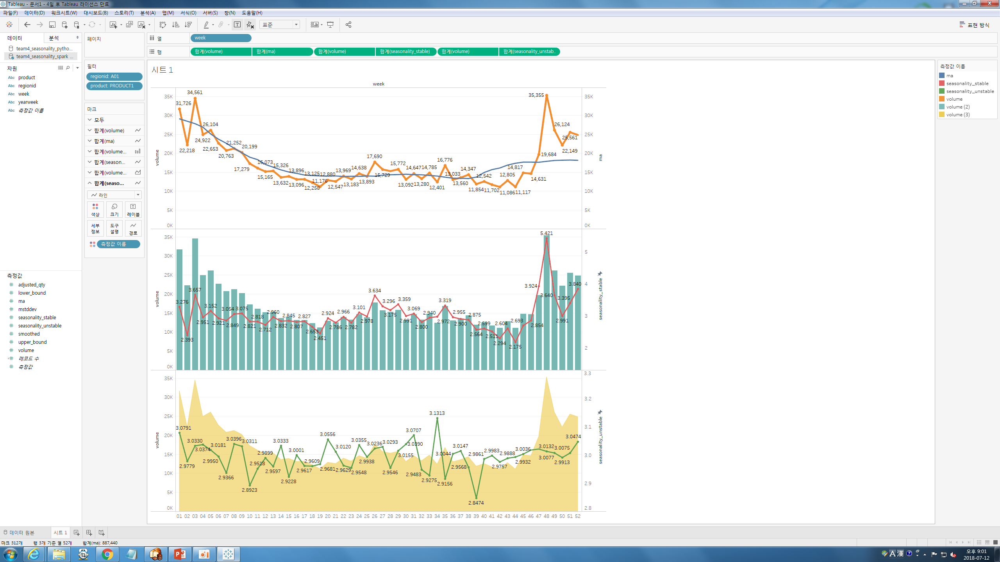 Tableau - 문서1 - 4일 후 Tableau 라이선스 만료
파일(F) 데이터(D) 워크시트(W) 대시보드(B) 스토리(T) 분석(A) 맵(M) 서식(O) 서버(S) 창(N) 도움말(H)
표준
표현 방식
데이터 분석
team4_seasonality_pytho...
team4_seasonality_spark ...
차원
Abc product
Abc regionid
Abc week
Abc yearweek
Abc 측정값 이름
측정값
adjusted_qty
lower_bound
ma
mstddev
seasonality_stable
seasonality_unstable
smoothed
upper_bound
volume
레코드 수
측정값
페이지
필터
regionid: A01
product: PRODUCT1
마크
모두
합계(volume)
합계(ma)
합계(volume...
합계(season...
합계(volume...
합계(seaso...
라인
색상 크기 레이블
세부 정보 도구 설명 경로
측정값 이름
열 week
행 합계(volume) 합계(ma) 합계(volume) 합계(seasonality_stable) 합계(volume) 합계(seasonality_unstab..
시트 1
week
volume
35K
30K
25K
20K
15K
10K
5K
0K
31,726 22,218 34,561 24,922 26,104 22,653 20,763 21,252 20,199 17,279 16,073 15,165 15,326 13,632 13,896 13,096 13,125 12,258 11,176 12,880 12,547 13,969 13,183 14,638 13,893 17,690 15,729 15,772 13,092 14,647 13,280 14,785 12,401 16,776 13,033 13,560 14,347 11,854 12,542 11,702 11,086 12,805 11,117 14,817 14,631 19,684 35,355 26,124 22,149 25,561
35K
30K
25K
20K
15K
10K
5K
0K
ma
volume
35K
30K
25K
20K
15K
10K
5K
0K
3.276 2.393 3.657 2.951 3.152 2.921 2.849 3.054 3.075 2.821 2.818 2.712 2.960 2.832 2.845 2.807 2.827 2.653 2.451 2.924 2.786 2.966 2.782 3.101 2.978 3.634 3.296 3.175 3.359 2.991 3.069 2.800 2.940 2.972 3.319 2.955 2.900 2.875 2.564 2.599 2.511 2.294 2.604 2.175 2.693 2.854 3.924 5.421 3.640 2.991 3.395 3.840
5
4
3
2
seasonality_stable
volume
35K
30K
25K
20K
15K
10K
5K
0K
3.0791 2.9779 3.0330 3.0374 3.0181 2.9950 2.9366 3.0396 3.0311 2.8923 2.9518 2.9899 2.9597 3.0333 2.9228 3.0001 2.9617 2.9609 2.9681 3.0556 3.0120 2.9629 2.9548 3.0355 2.9938 3.0236 3.0293 2.9546 3.0155 3.0390 3.0707 2.9483 2.9275 3.1313 2.9156 3.0044 3.0147 2.9568 2.8474 2.9861 2.9983 2.9757 2.9888 2.9932 3.0036 3.0132 3.0077 3.0075 2.9913 3.0474
3.3
3.2
3.1
3.0
2.9
2.8
seasonality_unstable
01 02 03 04 05 06 07 08 09 10 11 12 13 14 15 16 17 18 19 20 21 22 23 24 25 26 27 28 29 30 31 32 33 34 35 36 37 38 39 40 41 42 43 44 45 46 47 48 49 50 51 52
측정값 이름
ma
seasonality_stable
seasonality_unstable
volume
volume (2)
volume (3)
데이터 원본 시트 1
마크 312개 행 3개 기준 열 52개 합계(ma): 887,440
A 漢
오후 9:01
2018-07-12